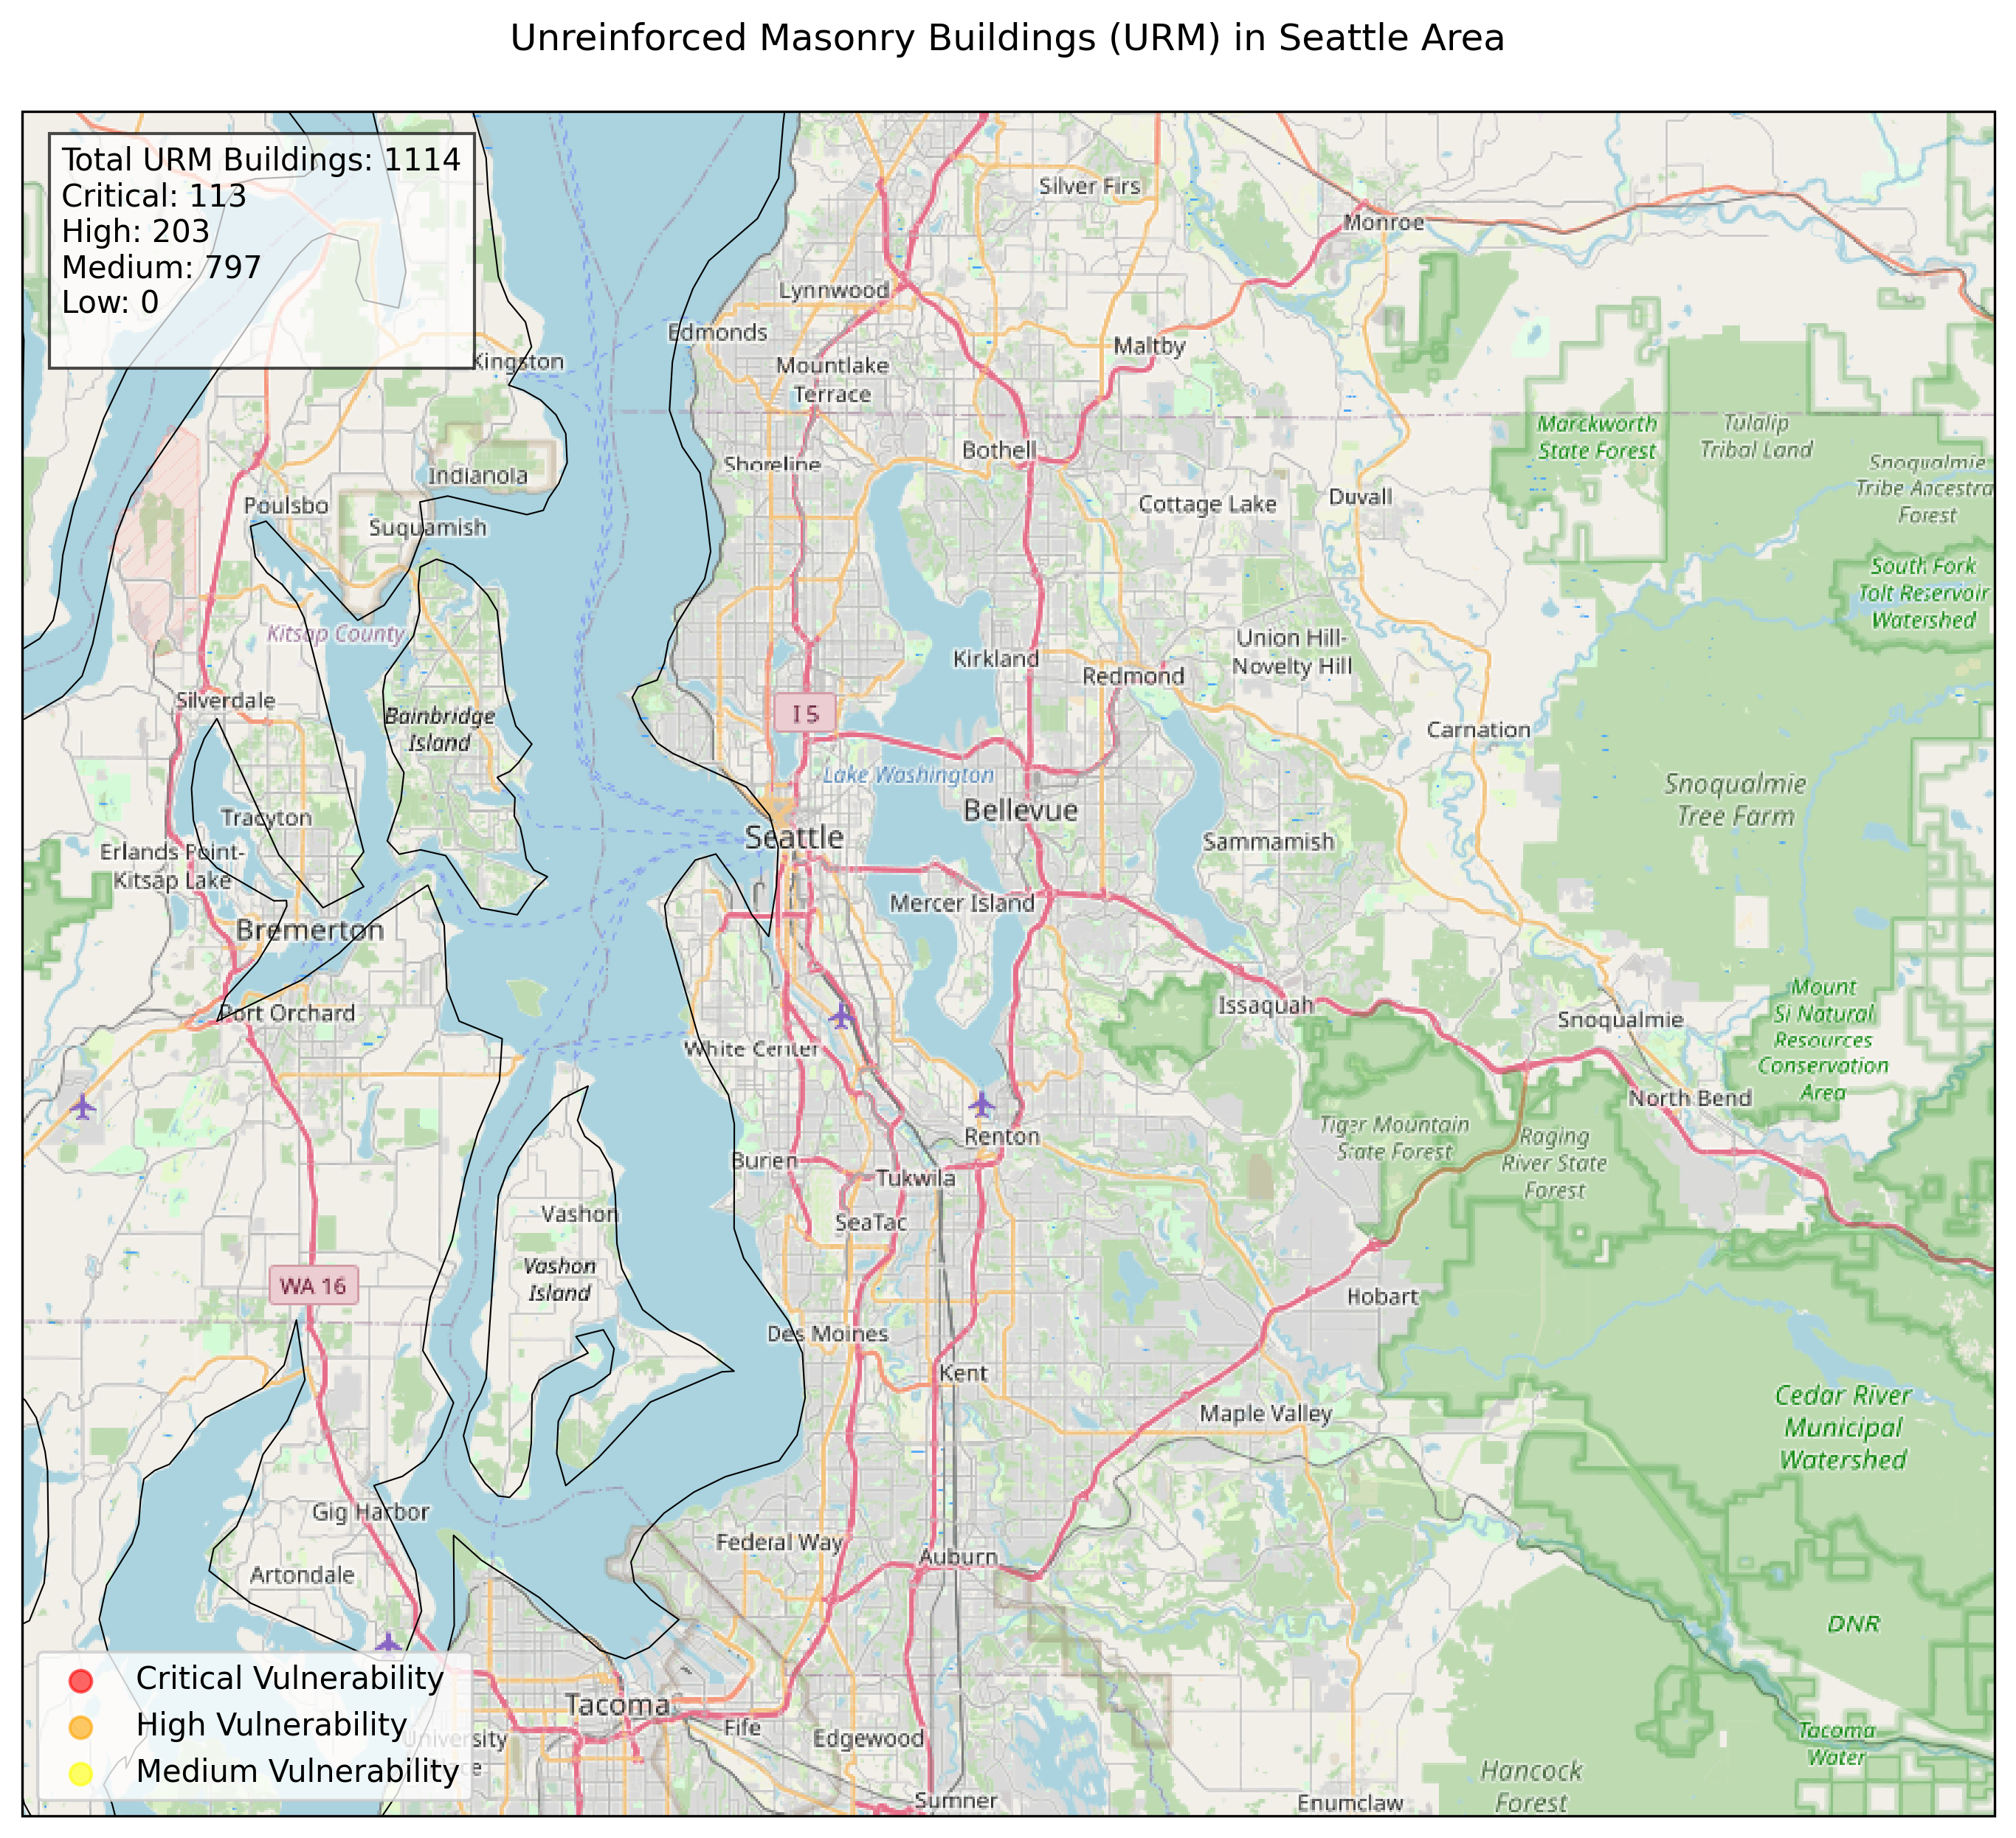 Unreinforced Masonry Buildings (URM) in Seattle Area
Total URM Buildings: 1114
Critical: 113
High: 203
Medium: 797
Low: 0
Silver Firs
Monroe
Lynnwood
Edmonds
Kingston
Mountlake
Terrace
Maltby
Marckworth
State Forest
Tulalip
Tribal Land
Bothell
Shoreline
Snoqualmie
Tribe Ancestra
Forest
Indianola
Poulsbo
Suquamish
Cottage Lake
Duvall
South Fork
Tolt Reservoir
Watershed
Kitsap County
Union Hill-
Novelty Hill
Kirkland
Redmond
Silverdale
Bainbridge
Island
I 5
Carnation
Lake Washington
Snoqualmie
Tree Farm
Bellevue
Tracyton
Seattle
Sammamish
Erlands Point-
Kitsap Lake
Mercer Island
Bremerton
Mount
Si Natural
Resources
Conservation
Area
Issaquah
Port Orchard
Snoqualmie
White Center
North Bend
Tiger Mountain
State Forest
Raging
River State
Forest
Renton
Burien
Tukwila
Vashon
SeaTac
Vashon
Island
WA 16
Hobart
Des Moines
Kent
Cedar River
Municipal
Watershed
Maple Valley
Gig Harbor
Federal Way
Auburn
Artondale
DNR
Critical Vulnerability
High Vulnerability
Medium Vulnerability
Tacoma
Fife
Edgewood
Tacoma
Water
Hancock
Forest
Sumner
Enumclaw